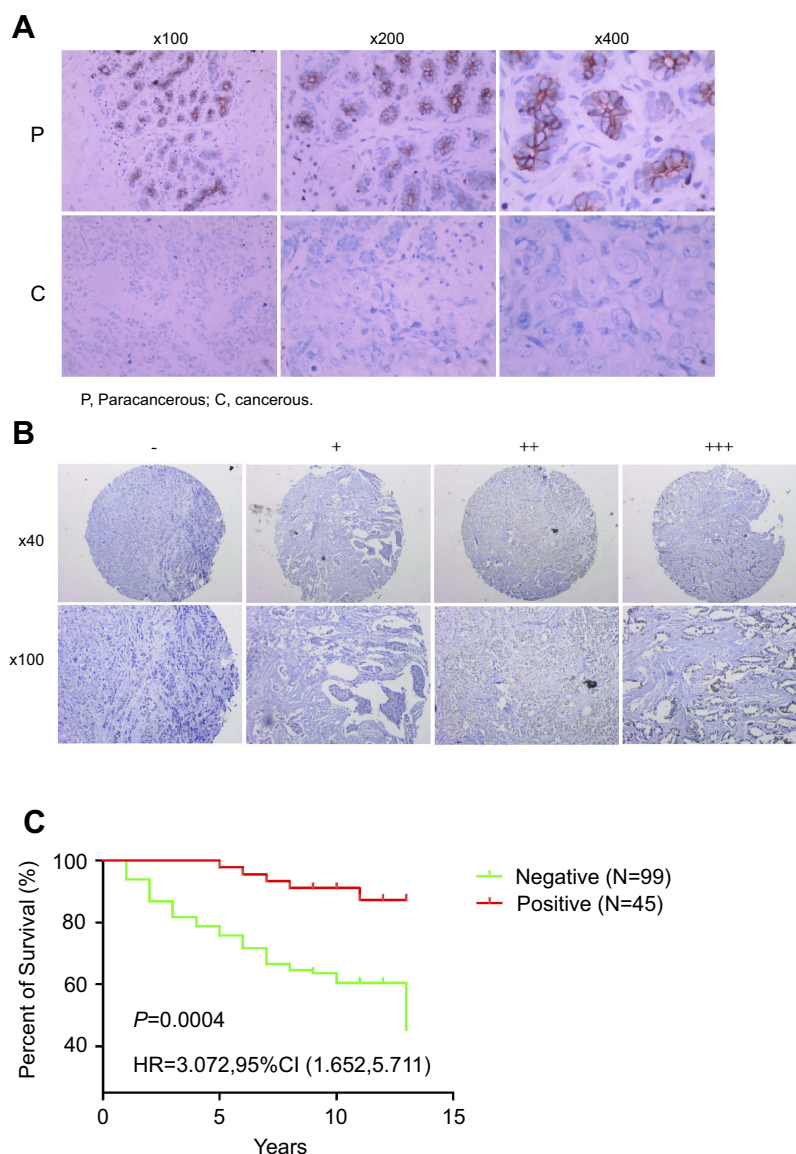 A
x100 x200 x400
P
C
P, Paracancerous; C, cancerous.
B
- + ++ +++
x40
x100
C
100
80
60
40
0 5 10 15
Percent of Survival (%)
Years
Negative (N=99)
Positive (N=45)
P=0.0004
HR=3.072,95%CI (1.652,5.711)